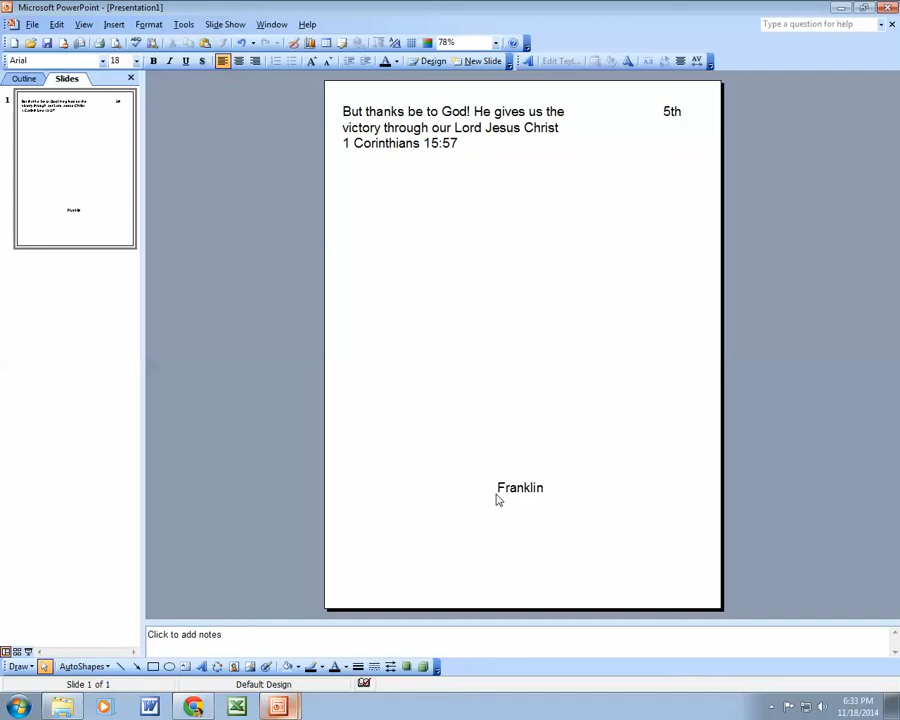 Microsoft PowerPoint - [Presentation1]
File Edit View Insert Format Tools Slide Show Window Help
Type a question for help
78%
Arial 18 B I U S A Design New Slide Edit Text...
Outline Slides
1
But thanks be to God! He gives us the
victory through our Lord Jesus Christ
1 Corinthians 15:57
5th
Franklin
Click to add notes
Draw AutoShapes
Slide 1 of 1 Default Design
6:33 PM
11/18/2014